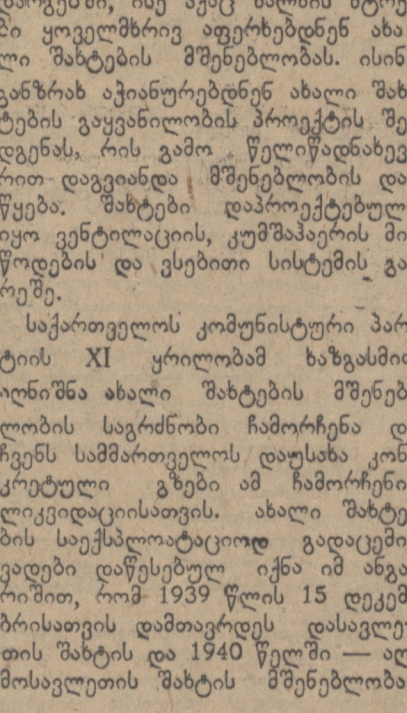 ნი ყოველმხრივ აფერხებდნენ ახა
ლი შახტების მშენებლობას. ისინ
განზრახ აჭიანურებდნენ ახალი შახ
ტების გაყვანილობის პროექტის შე
დგენას, რის გამო წელიწადნახევ
რით დაგვიანდა მშენებლობის და
წყება. შახტები დაპროექტებულ
იყო ვენტილაციის, კუმშაჰაერის მი
წოდების და ვსებითი სისტემის გა
რეშე.
საქართველოს კომუნისტური პარ
ტიის XI ყრილობამ ხაზგასმით
აღნიშნა ახალი შახტების მშენებ
ლობის საგრძნობი ჩამორჩენა დ
ჩვენს სამმართველოს დაუსახა კონ
კრეტული გზები ამ ჩამორჩენი
ლიკვიდაციისათვის. ახალი შახტე
ბის საექსპლოატაციოდ გადაცემი
ვადები დაწესებულ იქნა იმ ანგა
რიშით, რომ 1939 წლის 15 დეკემ
ბრისათვის დამთავრდეს დასავლე
თის შახტის და 1940 წელში — აღ
მოსავლეთის შახტის მშენებლობა